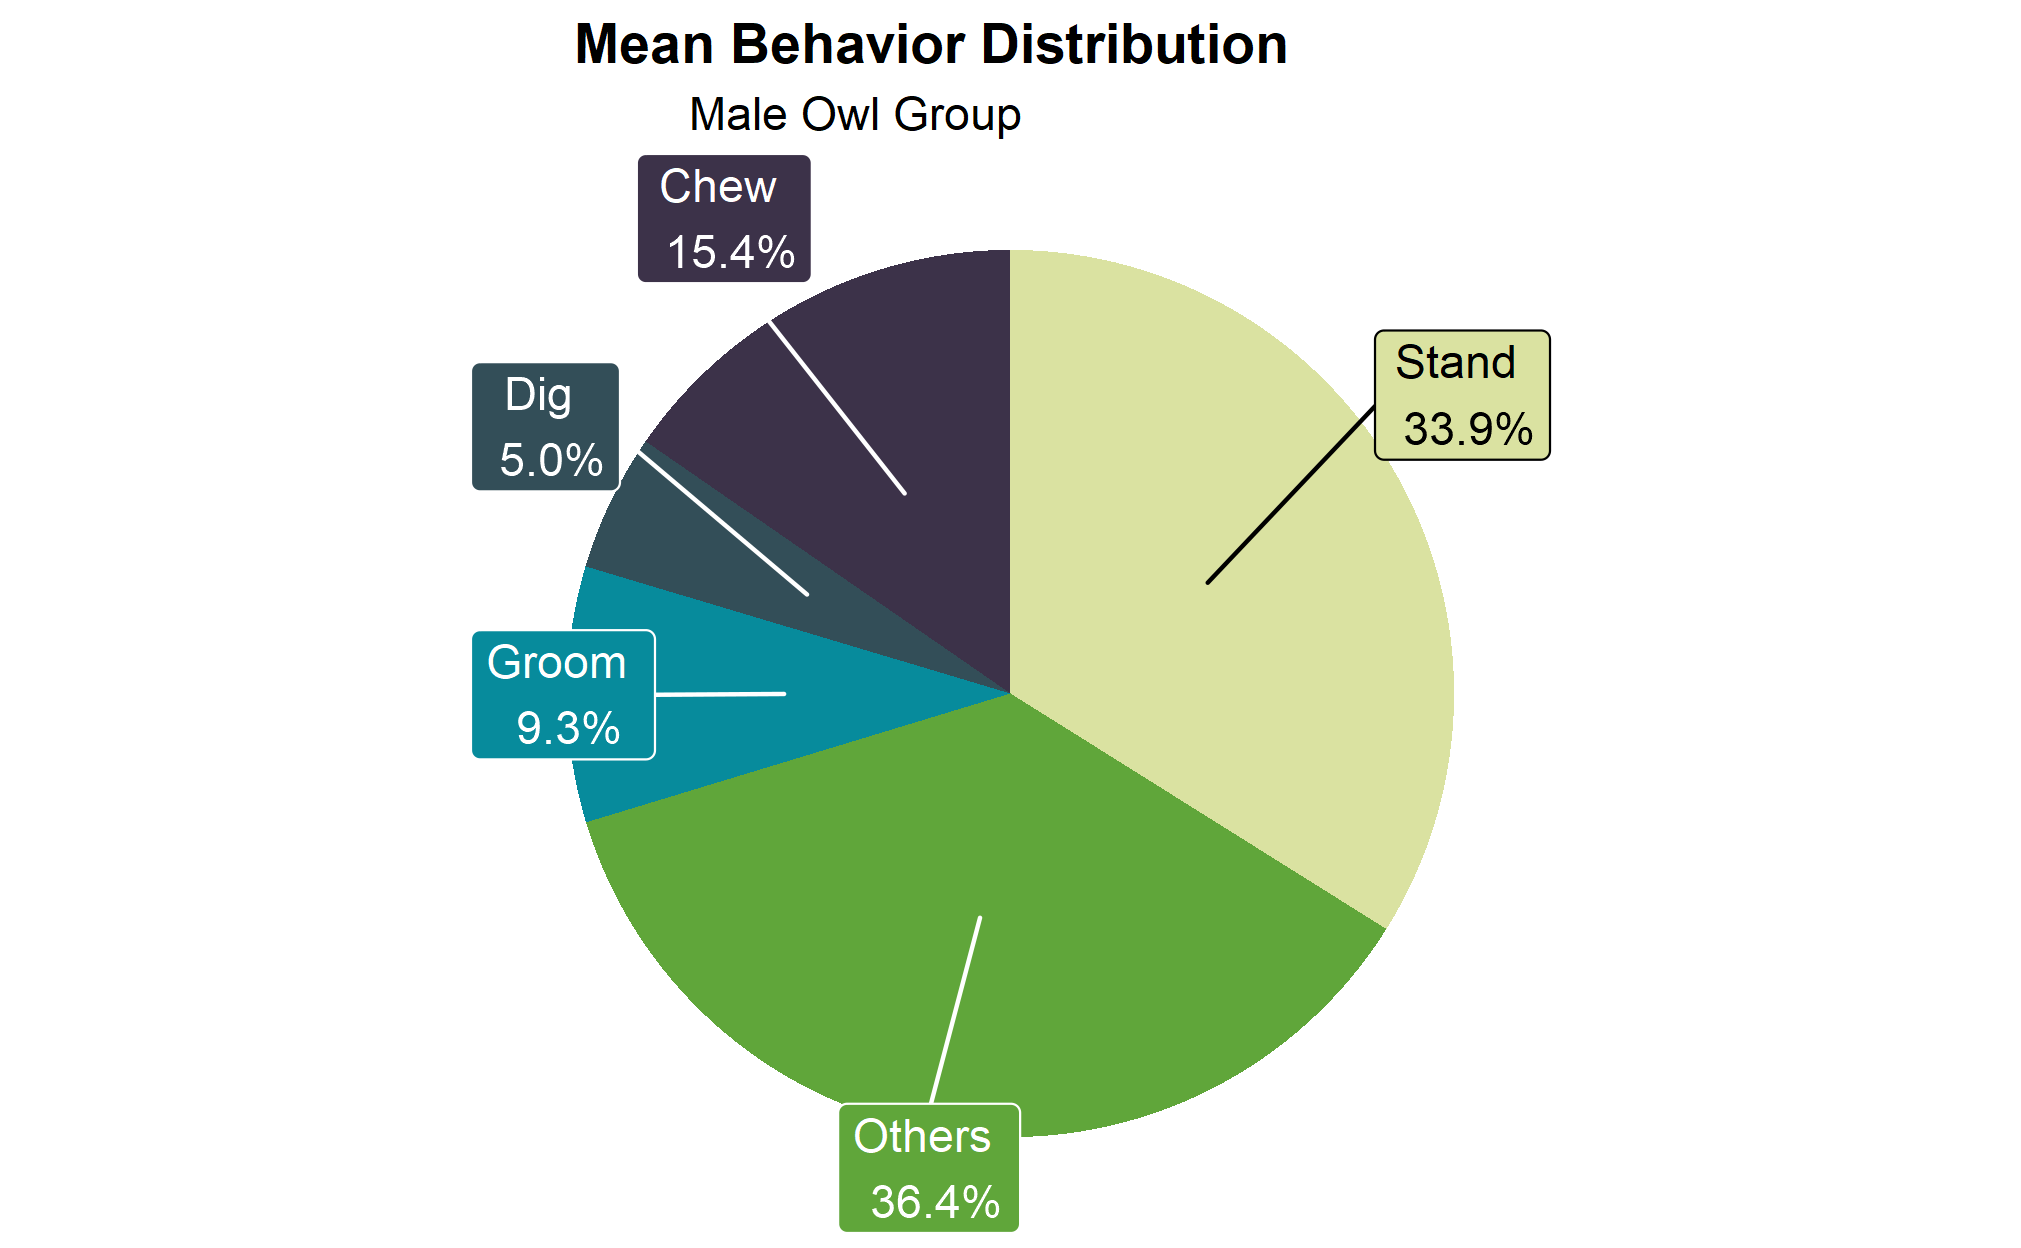 Mean Behavior Distribution
Male Owl Group
Chew
15.4%
Stand
33.9%
Dig
5.0%
Groom
9.3%
Others
36.4%